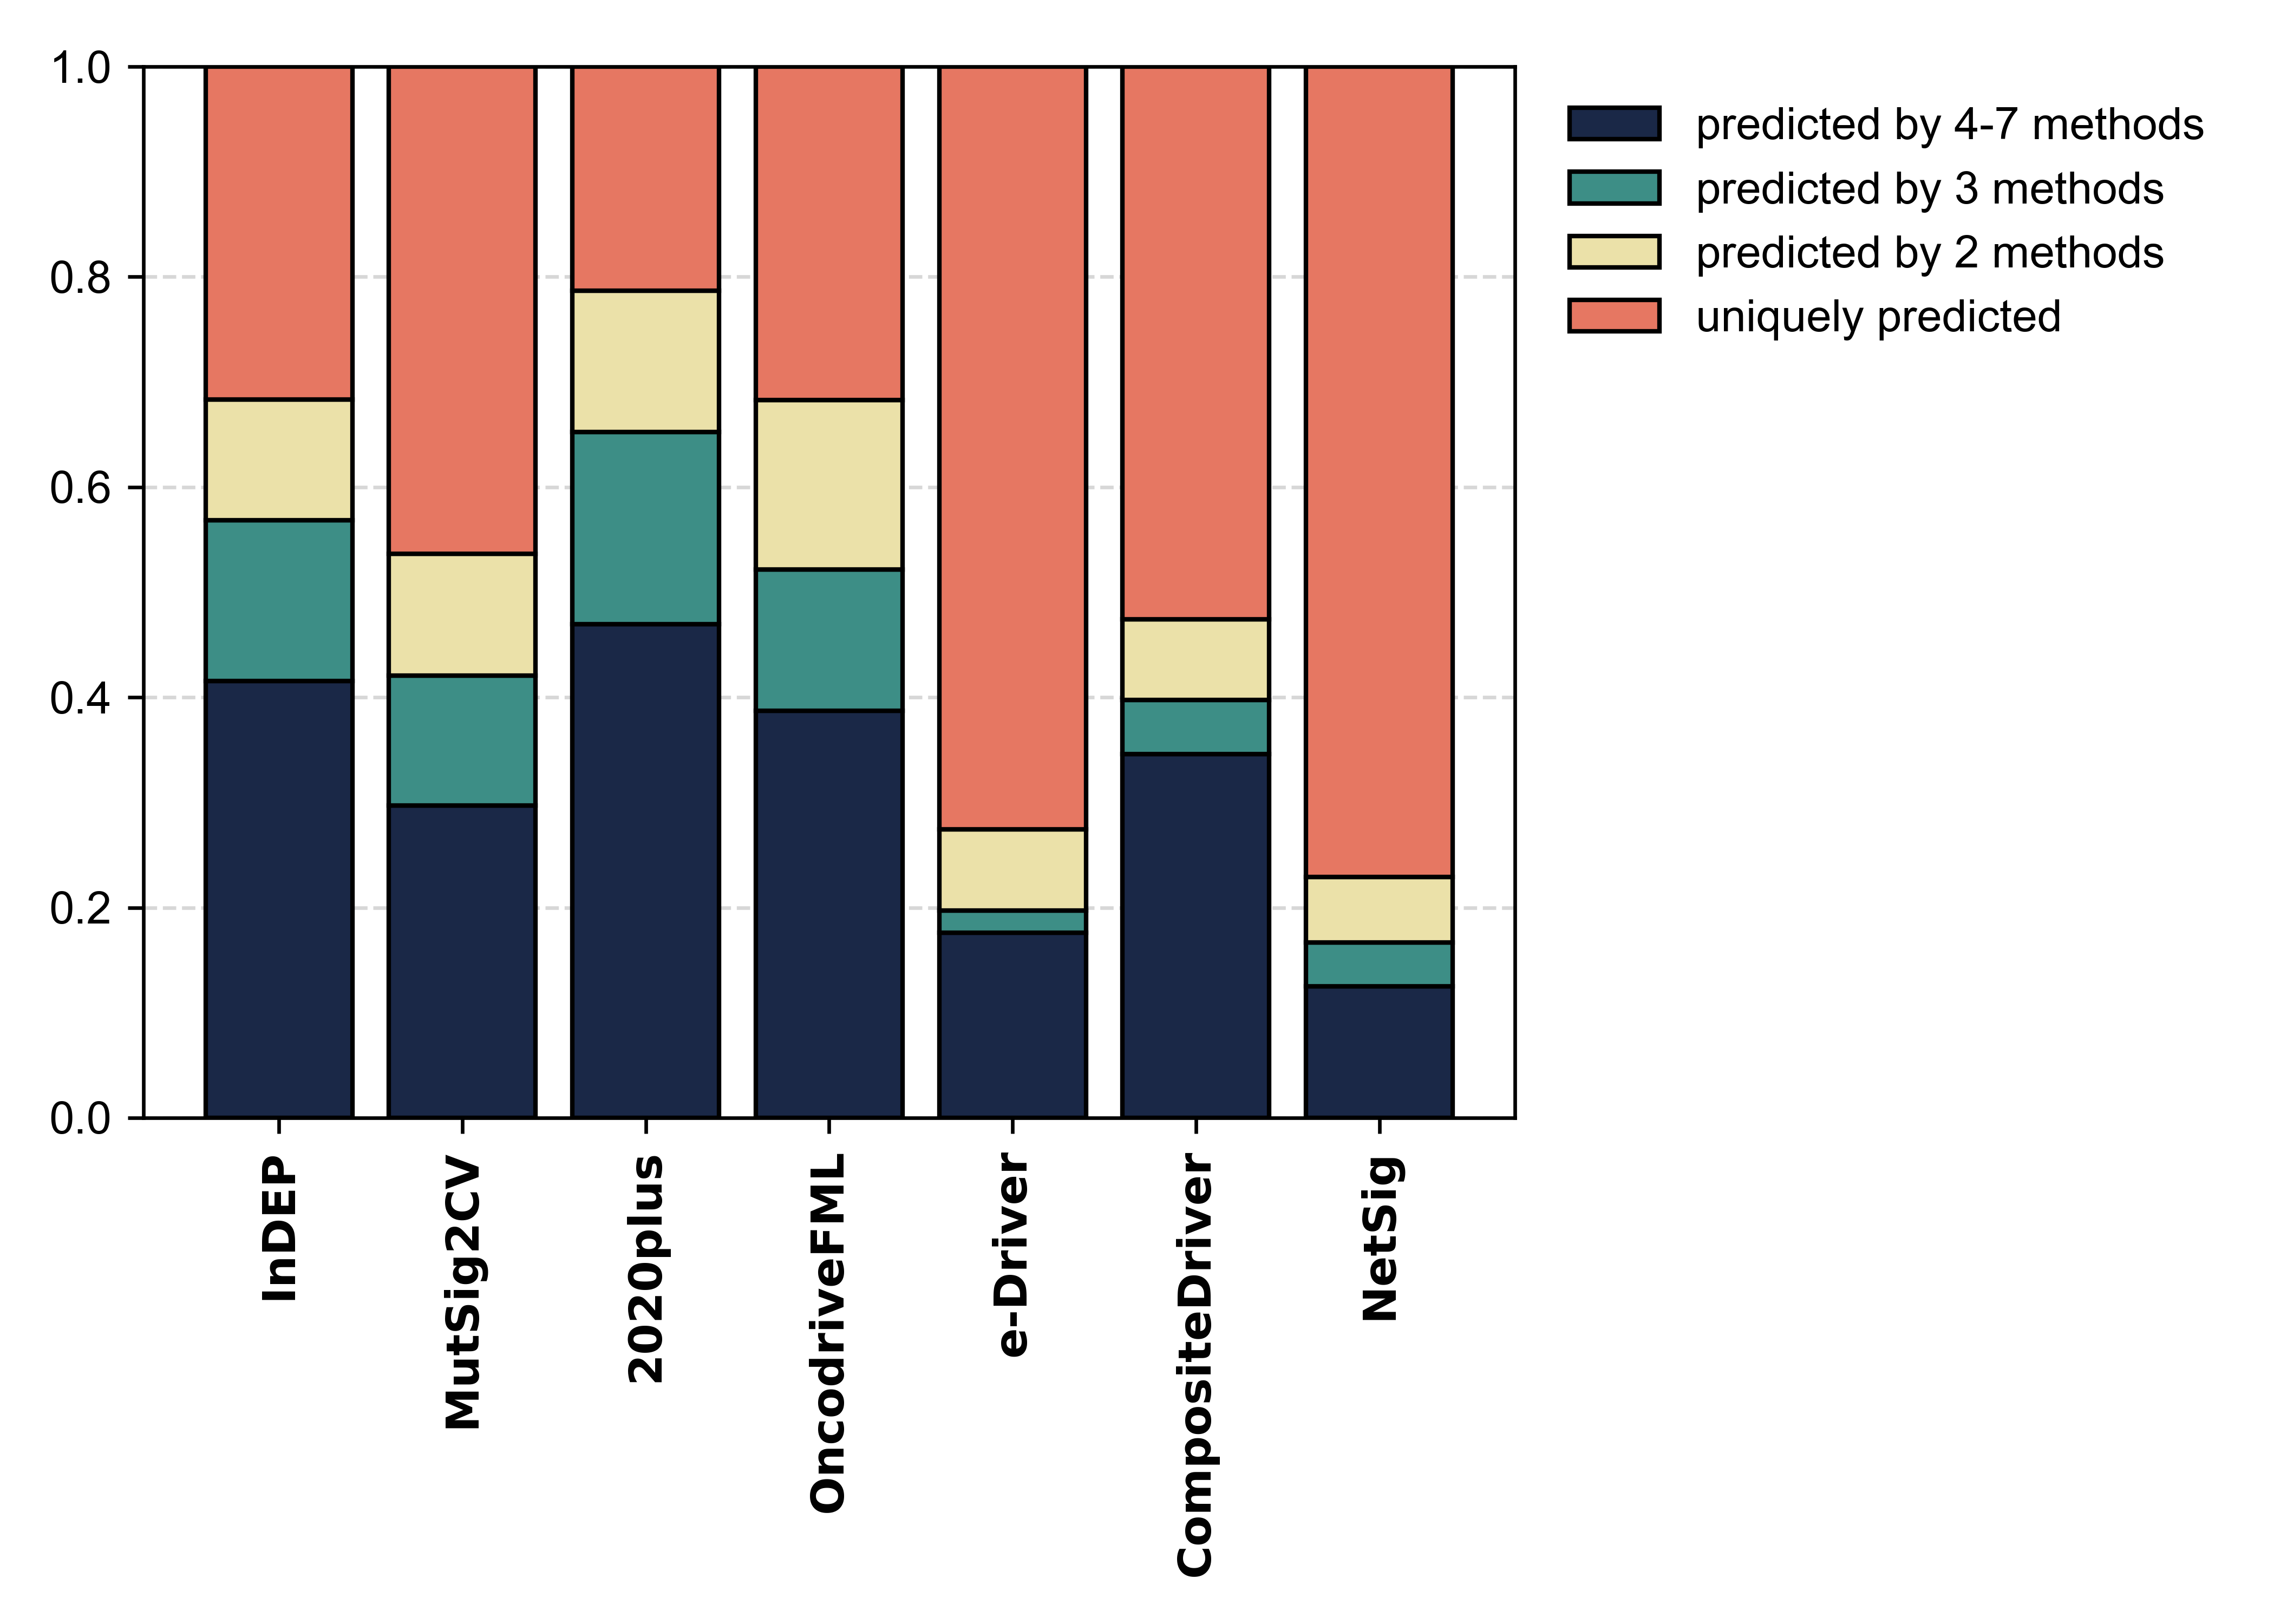 1.0
0.8
0.6
0.4
0.2
0.0
InDEP
MutSig2CV
2020plus
OncodriveFML
e-Driver
CompositeDriver
NetSig
predicted by 4-7 methods
predicted by 3 methods
predicted by 2 methods
uniquely predicted